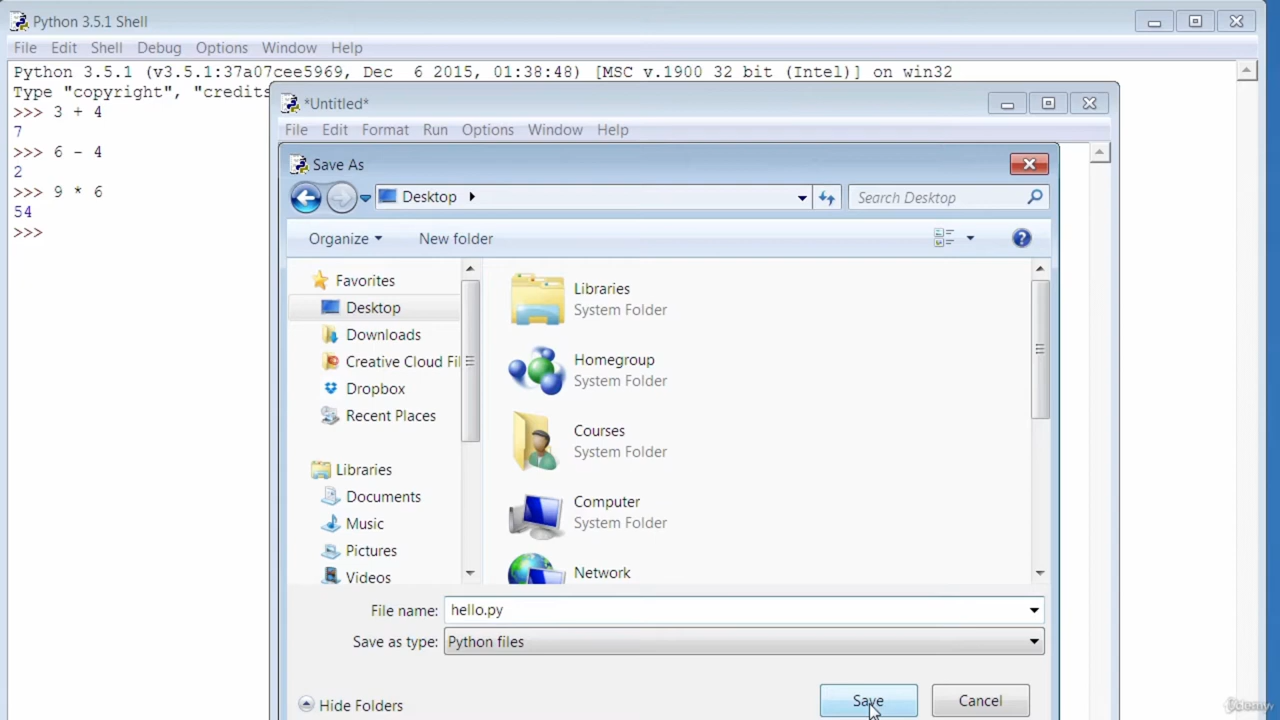 Python 3.5.1 Shell
File Edit Shell Debug Options Window Help
Python 3.5.1 (v3.5.1:37a07cee5969, Dec  6 2015, 01:38:48) [MSC v.1900 32 bit (Intel)] on win32
Type "copyright", "credits
>>> 3 + 4
7
>>> 6 - 4
2
>>> 9 * 6
54
>>>
*Untitled*
File Edit Format Run Options Window Help
Save As
Desktop
Search Desktop
Organize
New folder
Favorites
Desktop
Downloads
Creative Cloud Fil
Dropbox
Recent Places
Libraries
Documents
Music
Pictures
Videos
Libraries
System Folder
Homegroup
System Folder
Courses
System Folder
Computer
System Folder
Network
File name: hello.py
Save as type: Python files
Hide Folders
Save
Cancel
ûdemy